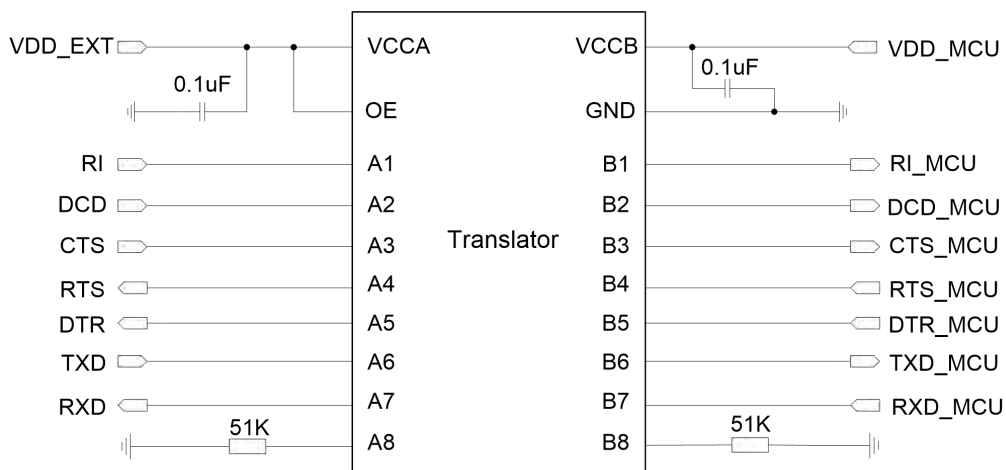 VDD_EXT VCCA VCCB VDD_MCU
0.1uF 0.1uF
OE GND
RI A1 B1 RI_MCU
DCD A2 B2 DCD_MCU
CTS A3 B3 CTS_MCU
Translator
RTS A4 B4 RTS_MCU
DTR A5 B5 DTR_MCU
TXD A6 B6 TXD_MCU
RXD A7 B7 RXD_MCU
51K 51K
A8 B8